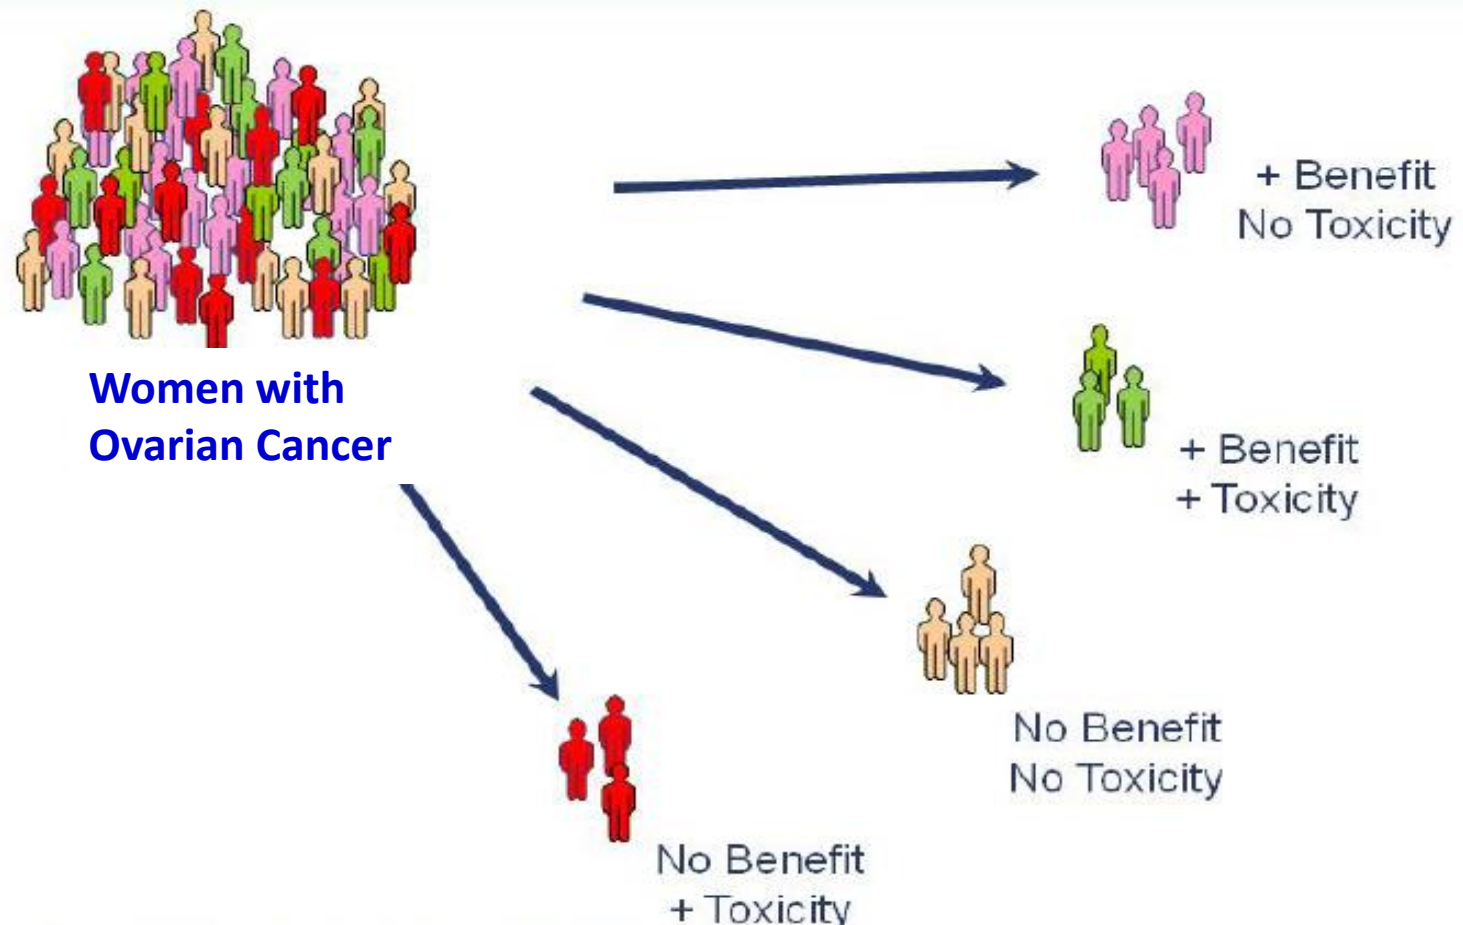 Women with
Ovarian Cancer
+ Benefit
No Toxicity
+ Benefit
+ Toxicity
No Benefit
No Toxicity
No Benefit
+ Toxicity